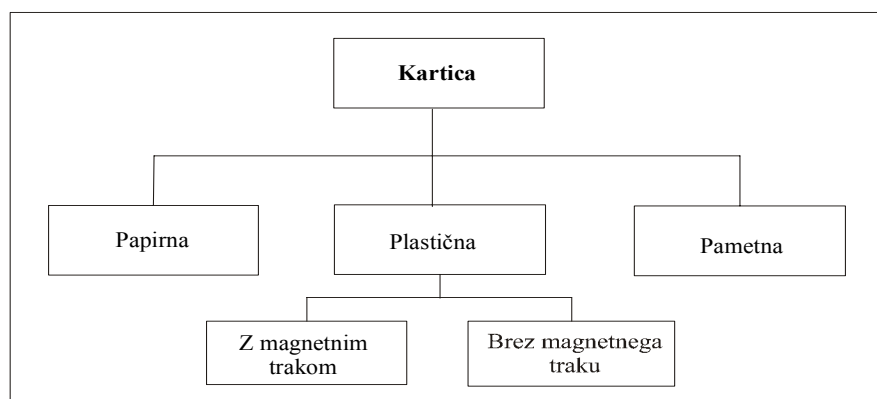 Kartica
Papirna
Plastična
Pametna
Z magnetnim
trakom
Brez magnetnega
traku